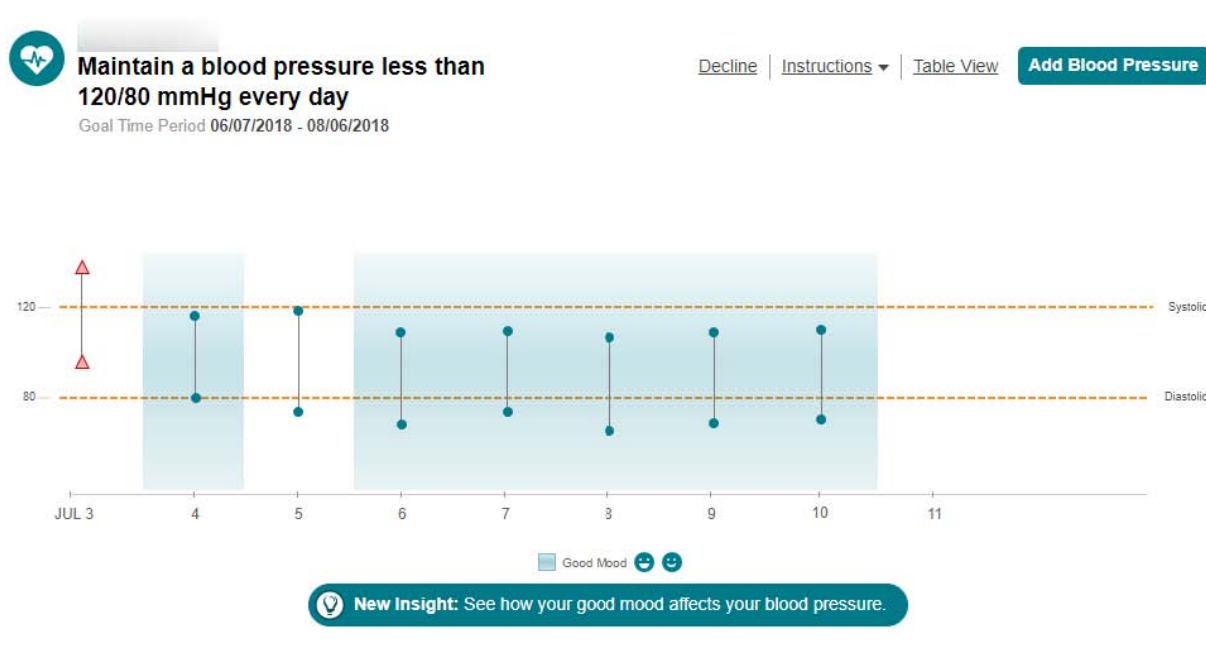 Maintain a blood pressure less than
120/80 mmHg every day
Goal Time Period 06/07/2018 - 08/06/2018
Decline Instructions Table View Add Blood Pressure
120
Systolic
80
Diastolic
JUL 3 4 5 6 7 8 9 10 11
Good Mood
New Insight: See how your good mood affects your blood pressure.